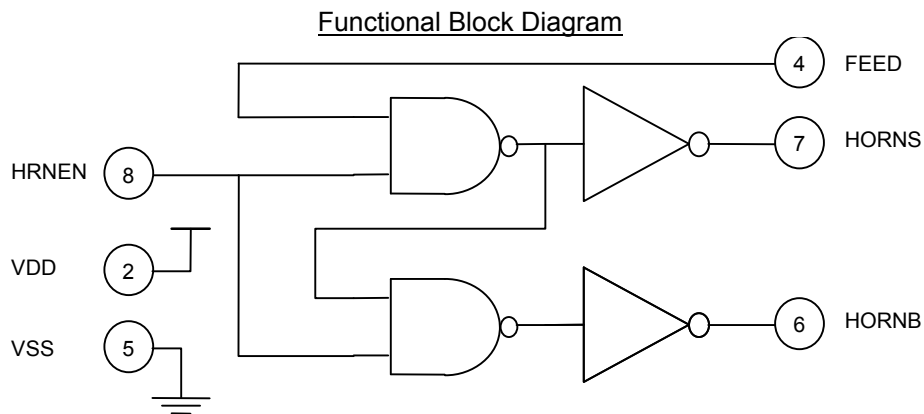 Functional Block Diagram
4 FEED
7 HORNS
HRNEN 8
VDD 2
VSS 5
6 HORNB